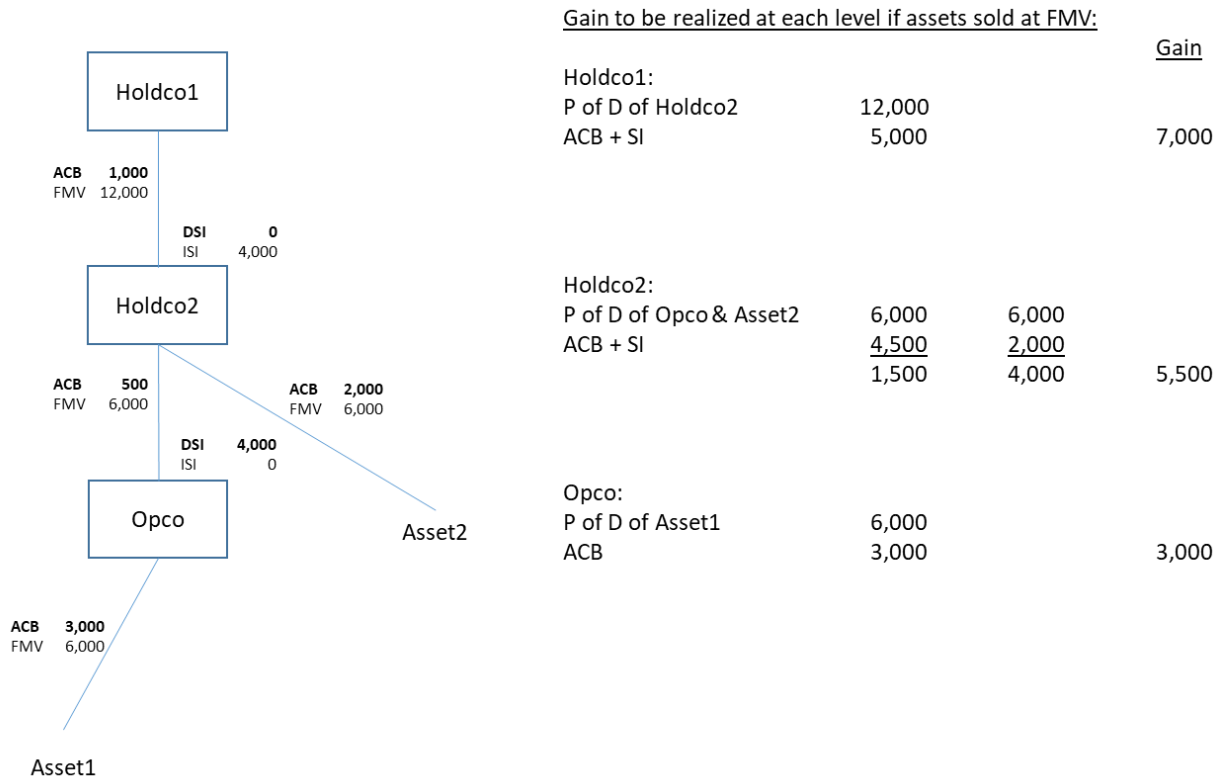 Gain to be realized at each level if assets sold at FMV:
Gain
Holdco1
Holdco1:
P of D of Holdco2 12,000
ACB + SI 5,000 7,000
ACB 1,000
FMV 12,000
DSI 0
ISI 4,000
Holdco2
Holdco2:
P of D of Opco & Asset2 6,000 6,000
ACB + SI 4,500 2,000
1,500 4,000 5,500
ACB 500
FMV 6,000
ACB 2,000
FMV 6,000
DSI 4,000
ISI 0
Opco
Asset2
Opco:
P of D of Asset1 6,000
ACB 3,000 3,000
ACB 3,000
FMV 6,000
Asset1